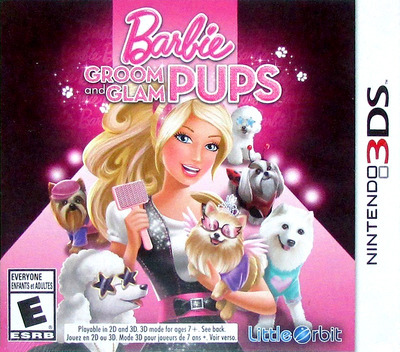 Barbie
GROOM
and GLAM PUPS
NINTENDO 3DS
EVERYONE
ENFANTS et ADULTES
E
ESRB
Playable in 2D and 3D. 3D mode for ages 7+. See back.
Jouez en 2D ou 3D. Mode 3D pour joueurs de 7 ans +. Voir verso.
Little Orbit